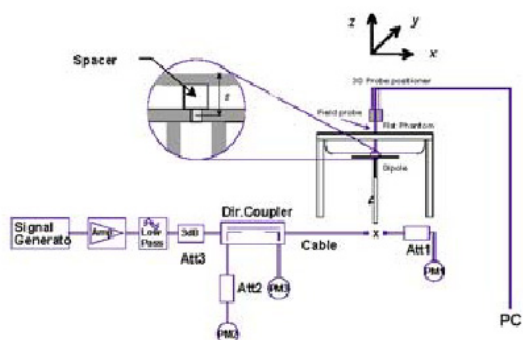 z
y
x
Spacer
s
3D Probe positioner
Field probe
Flat Phantom
Dipole
Dir.Coupler
Signal
Generato
Amp
Low
Pass
3dB
Att3
Cable
x
Att1
PM1
Att2
PM3
PM2
PC